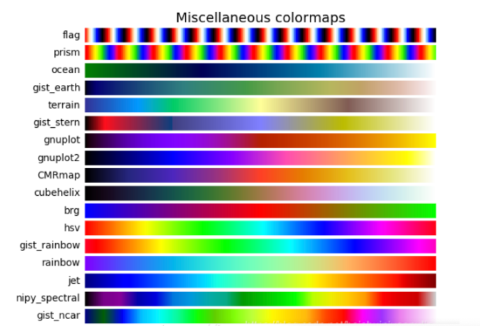 Miscellaneous colormaps
flag
prism
ocean
gist_earth
terrain
gist_stern
gnuplot
gnuplot2
CMRmap
cubehelix
brg
hsv
gist_rainbow
rainbow
jet
nipy_spectral
gist_ncar